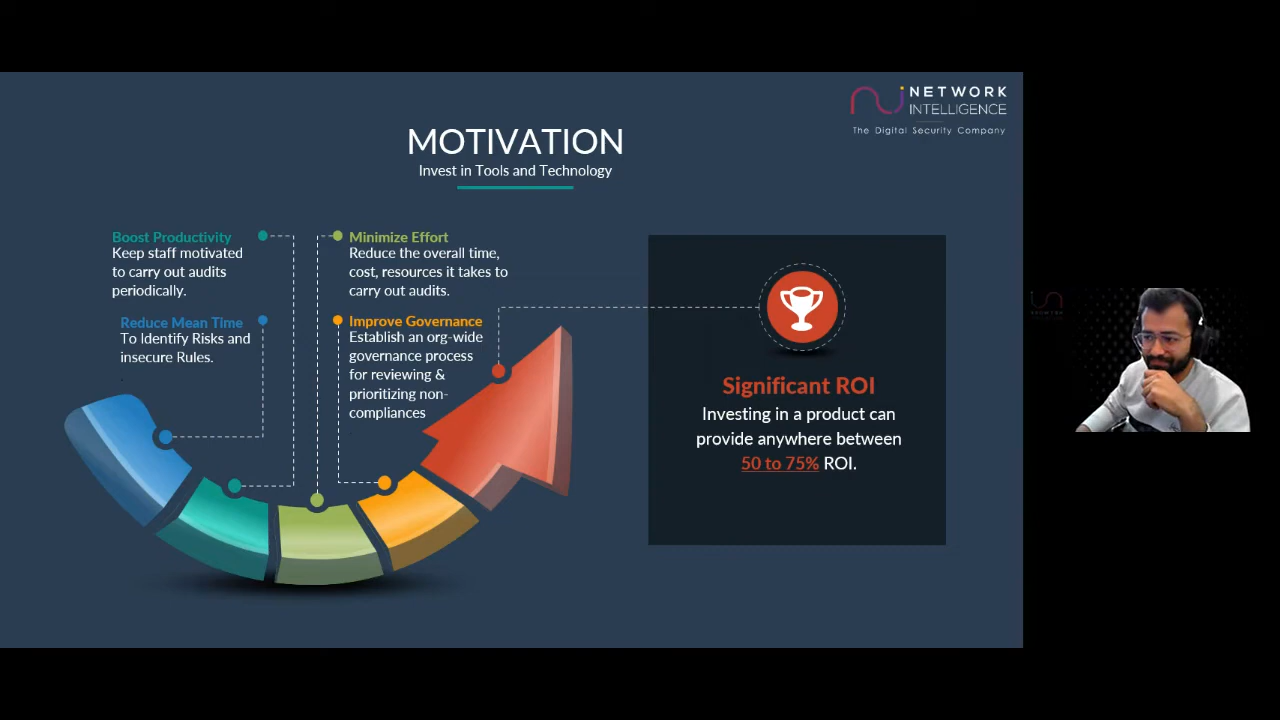 NETWORK
INTELLIGENCE
The Digital Security Company
MOTIVATION
Invest in Tools and Technology
Boost Productivity
Keep staff motivated
to carry out audits
periodically.
Reduce Mean Time
To Identify Risks and
insecure Rules.
Minimize Effort
Reduce the overall time,
cost, resources it takes to
carry out audits.
Improve Governance
Establish an org-wide
governance process
for reviewing &
prioritizing non-
compliances
Significant ROI
Investing in a product can
provide anywhere between
50 to 75% ROI.